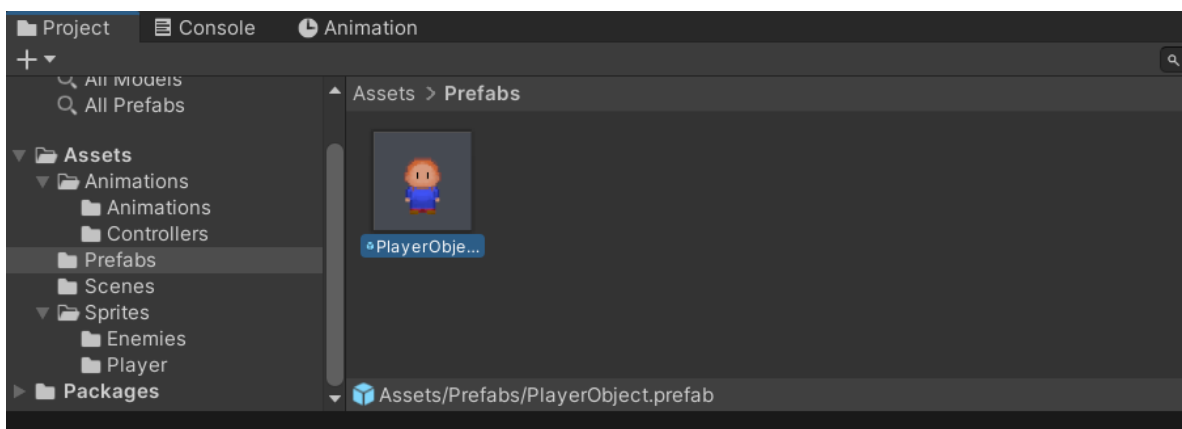 Project Console Animation
All Models
All Prefabs
Assets > Prefabs
Assets
Animations
Animations
Controllers
Prefabs
Scenes
Sprites
Enemies
Player
Packages
PlayerObje...
Assets/Prefabs/PlayerObject.prefab